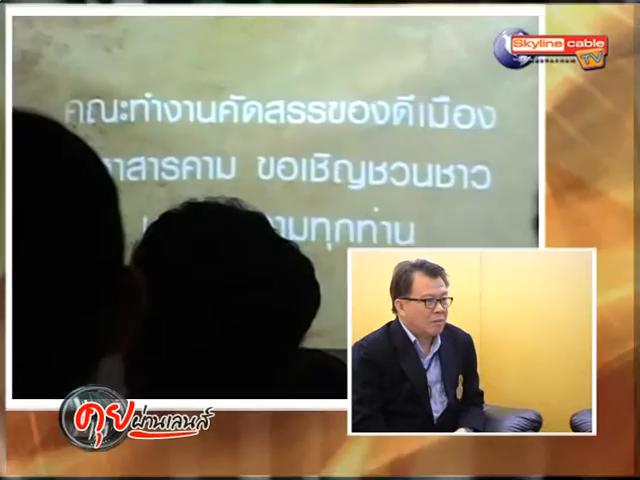 Skyline cable
TV
คณะทำงานคัดสรรของดีเมือง
สารคาม ขอเชิญชวนชาว
ทุกท่าน
คุยผ่านเลนส์